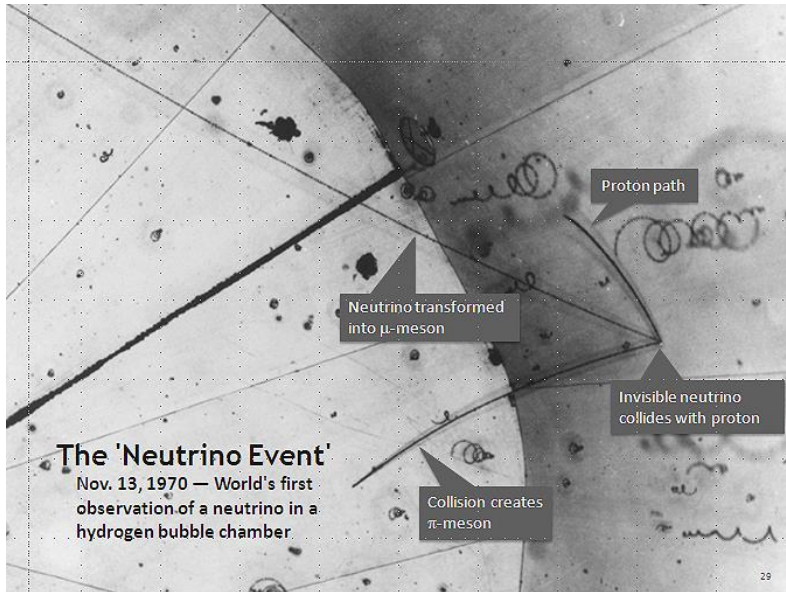 Proton path
Neutrino transformed
into μ-meson
Invisible neutrino
collides with proton
The 'Neutrino Event'
Nov. 13, 1970 — World's first
observation of a neutrino in a
hydrogen bubble chamber
Collision creates
π-meson
29